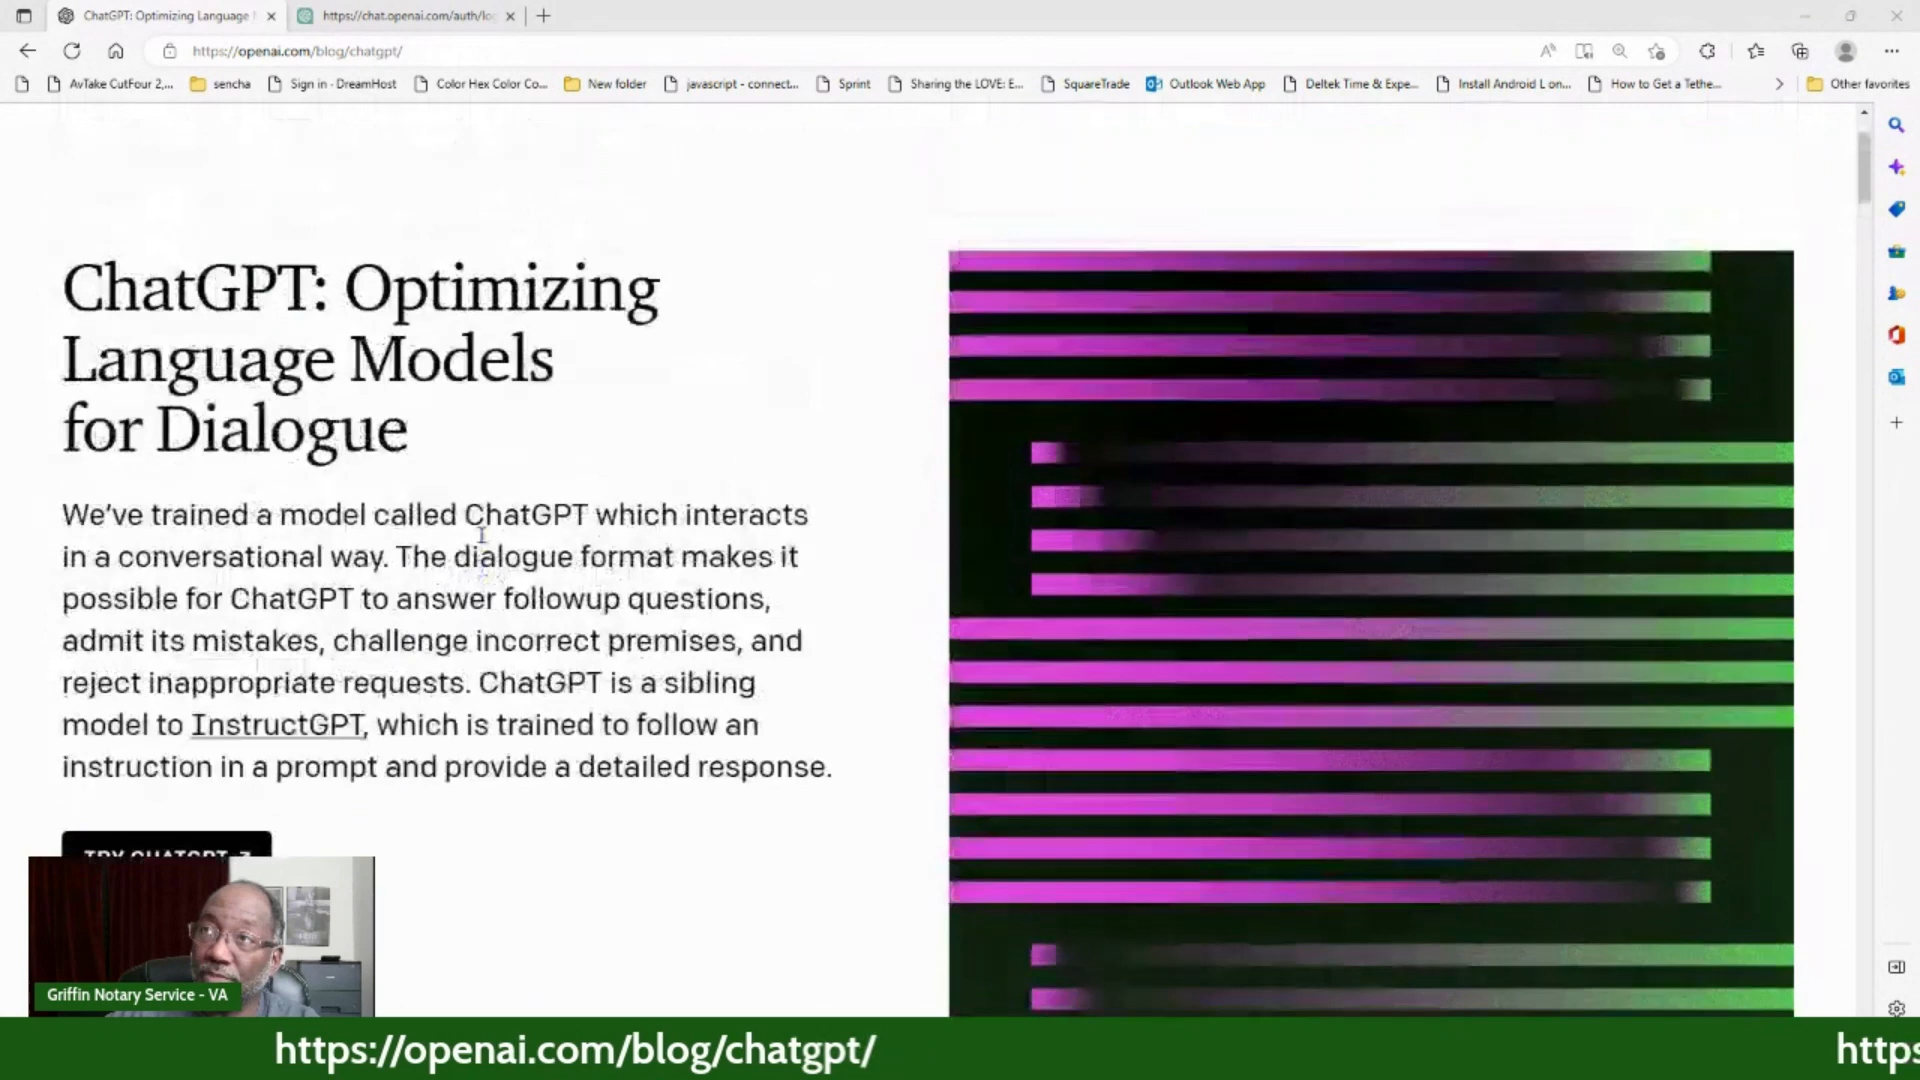 ChatGPT: Optimizing Language
https://chat.openai.com/auth/lo
https://openai.com/blog/chatgpt/
AvTake CutFour 2,...
sencha
Sign in - DreamHost
Color Hex Color Co...
New folder
javascript - connect...
Sprint
Sharing the LOVE: E...
SquareTrade
Outlook Web App
Deltek Time & Expe...
Install Android L on...
How to Get a Tethe...
Other favorites
ChatGPT: Optimizing
Language Models
for Dialogue
We've trained a model called ChatGPT which interacts
in a conversational way. The dialogue format makes it
possible for ChatGPT to answer followup questions,
admit its mistakes, challenge incorrect premises, and
reject inappropriate requests. ChatGPT is a sibling
model to InstructGPT, which is trained to follow an
instruction in a prompt and provide a detailed response.
TRY CHATGPT ↗
Griffin Notary Service - VA
https://openai.com/blog/chatgpt/
https